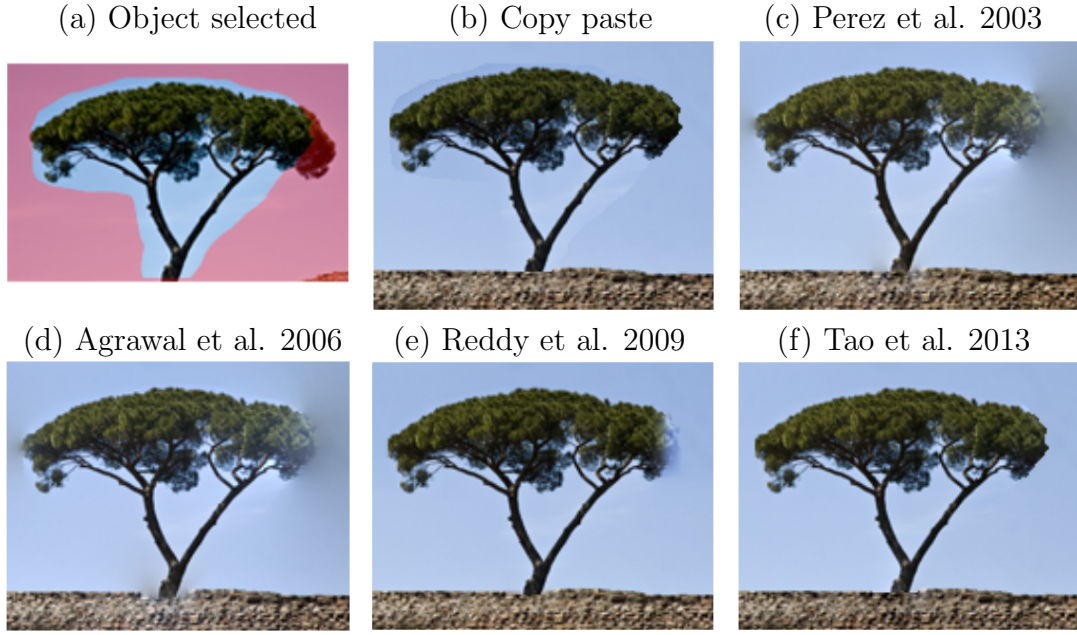 (a) Object selected
(b) Copy paste
(c) Perez et al. 2003
(d) Agrawal et al. 2006
(e) Reddy et al. 2009
(f) Tao et al. 2013